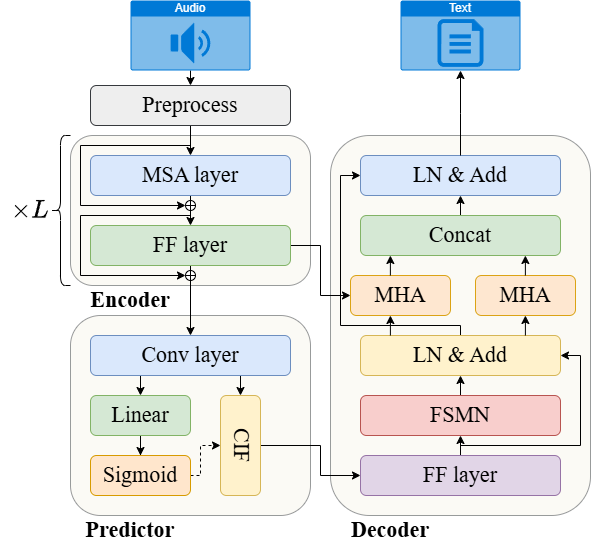 Audio
Text
Preprocess
MSA layer
×L
FF layer
Encoder
Conv layer
Linear
Sigmoid
CIF
Predictor
LN & Add
Concat
MHA
MHA
LN & Add
FSMN
FF layer
Decoder